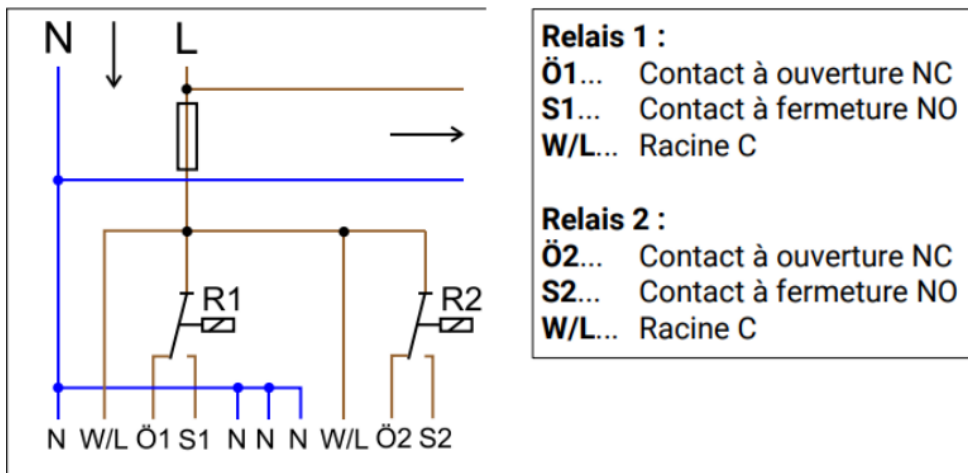 N L
R1 R2
N W/L Ö1 S1 N N N W/L Ö2 S2
Relais 1 :
Ö1... Contact à ouverture NC
S1... Contact à fermeture NO
W/L... Racine C
Relais 2 :
Ö2... Contact à ouverture NC
S2... Contact à fermeture NO
W/L... Racine C